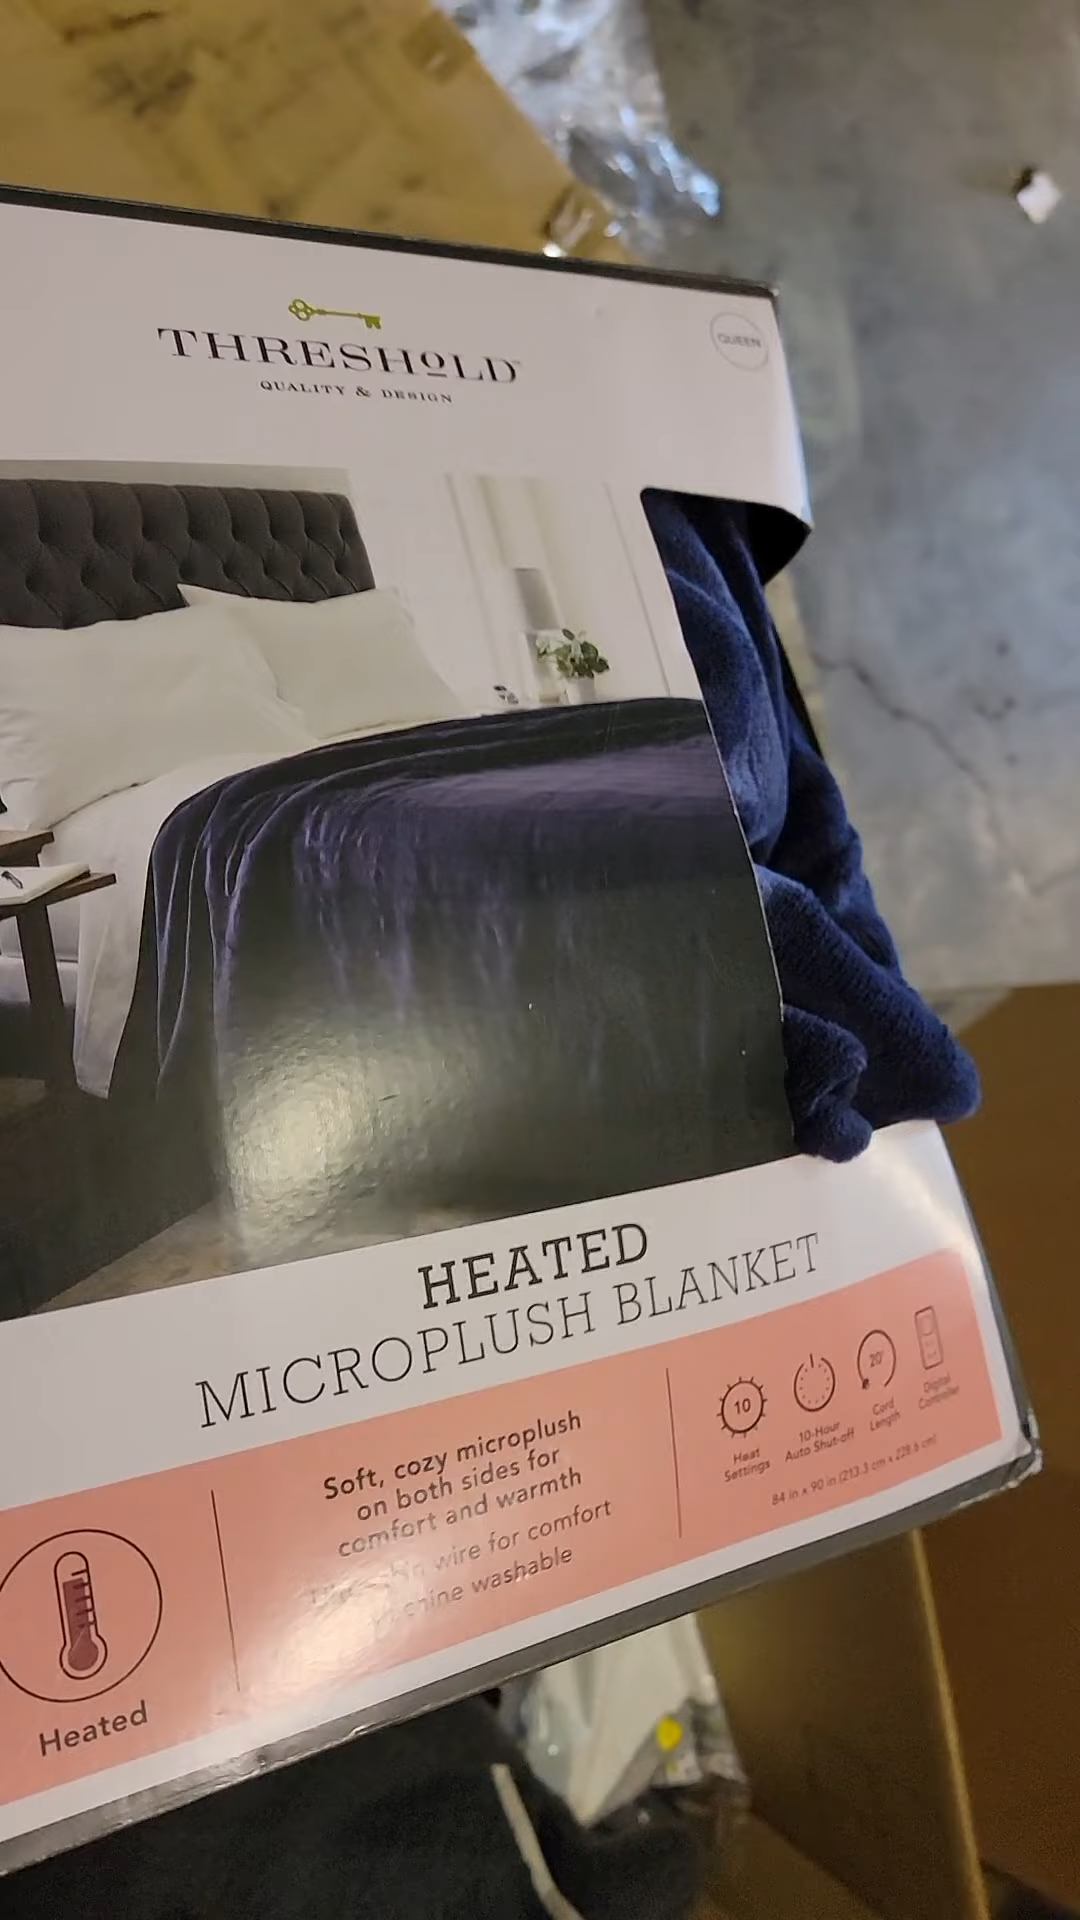 THRESHOLD
QUALITY & DESIGN
QUEEN
HEATED
MICROPLUSH BLANKET
Heated
Soft, cozy microplush
on both sides for
comfort and warmth
wire for comfort
washable
10
Heat
Settings
10-Hour
Auto Shut-off
20'
Cord
Length
Digital
Controller
84 in x 90 in (213.3 cm x 228.6 cm)